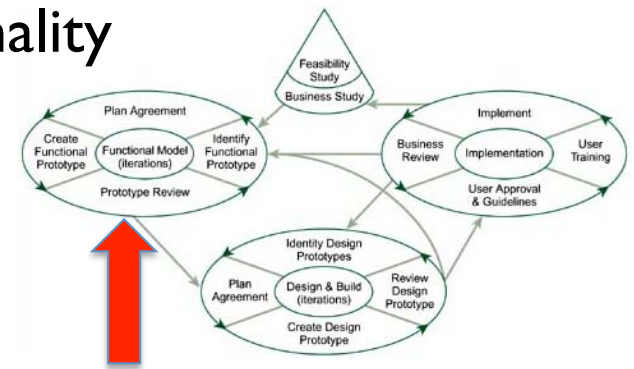 nality
Feasibility
Study
Business Study
Plan Agreement
Create
Functional
Prototype
Functional Model
(iterations)
Identify
Functional
Prototype
Prototype Review
Implement
Business
Review
Implementation
User
Training
User Approval
& Guidelines
Identity Design
Prototypes
Plan
Agreement
Design & Build
(iterations)
Review
Design
Prototype
Create Design
Prototype